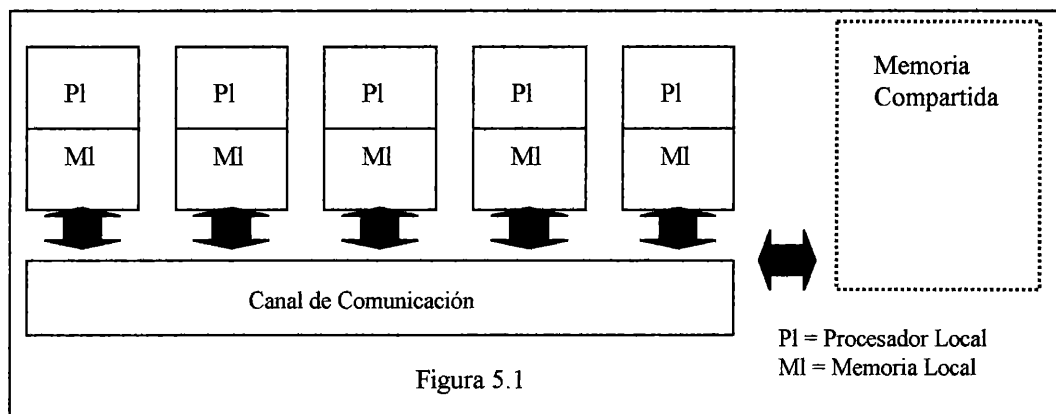 Pl Pl Pl Pl Pl
Ml Ml Ml Ml Ml
Memoria
Compartida
Canal de Comunicación
Pl = Procesador Local
Ml = Memoria Local
Figura 5.1